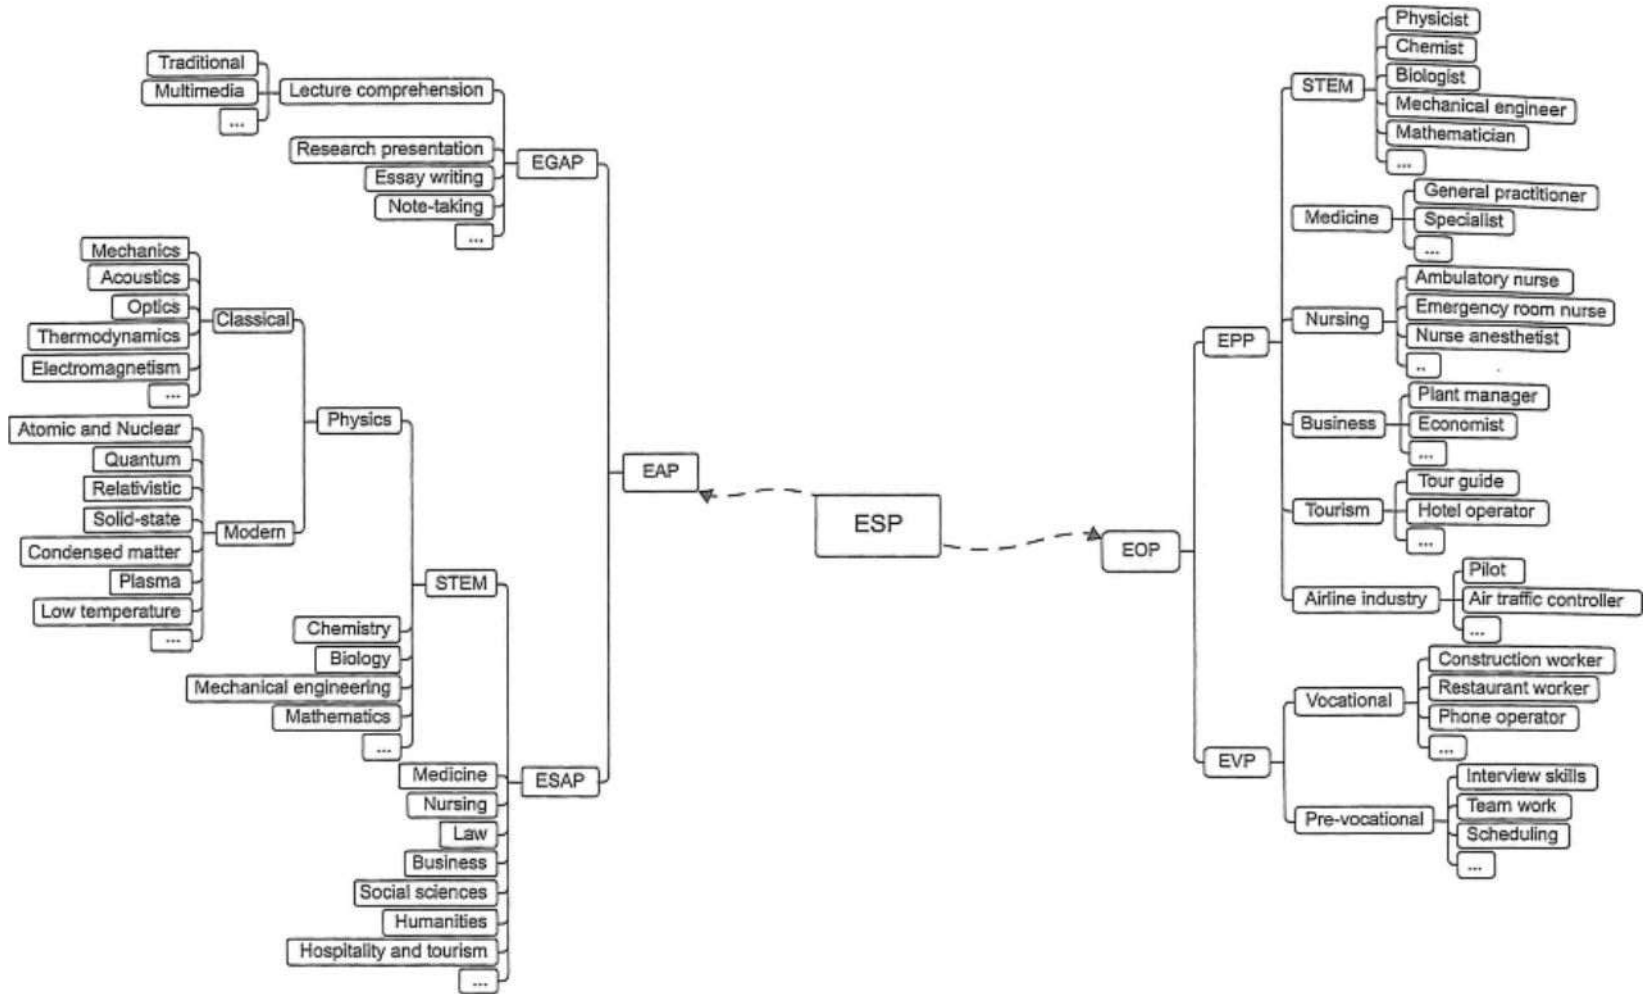 Traditional
Multimedia
...
Lecture comprehension
Research presentation
Essay writing
Note-taking
...
EGAP
Mechanics
Acoustics
Optics
Thermodynamics
Electromagnetism
...
Classical
Atomic and Nuclear
Quantum
Relativistic
Solid-state
Condensed matter
Plasma
Low temperature
...
Modern
Physics
Chemistry
Biology
Mechanical engineering
Mathematics
...
STEM
Medicine
Nursing
Law
Business
Social sciences
Humanities
Hospitality and tourism
...
ESAP
EAP
ESP
EOP
EPP
STEM
Physicist
Chemist
Biologist
Mechanical engineer
Mathematician
...
Medicine
General practitioner
Specialist
...
Nursing
Ambulatory nurse
Emergency room nurse
Nurse anesthetist
..
Business
Plant manager
Economist
...
Tourism
Tour guide
Hotel operator
...
Airline industry
Pilot
Air traffic controller
...
EVP
Vocational
Construction worker
Restaurant worker
Phone operator
...
Pre-vocational
Interview skills
Team work
Scheduling
...